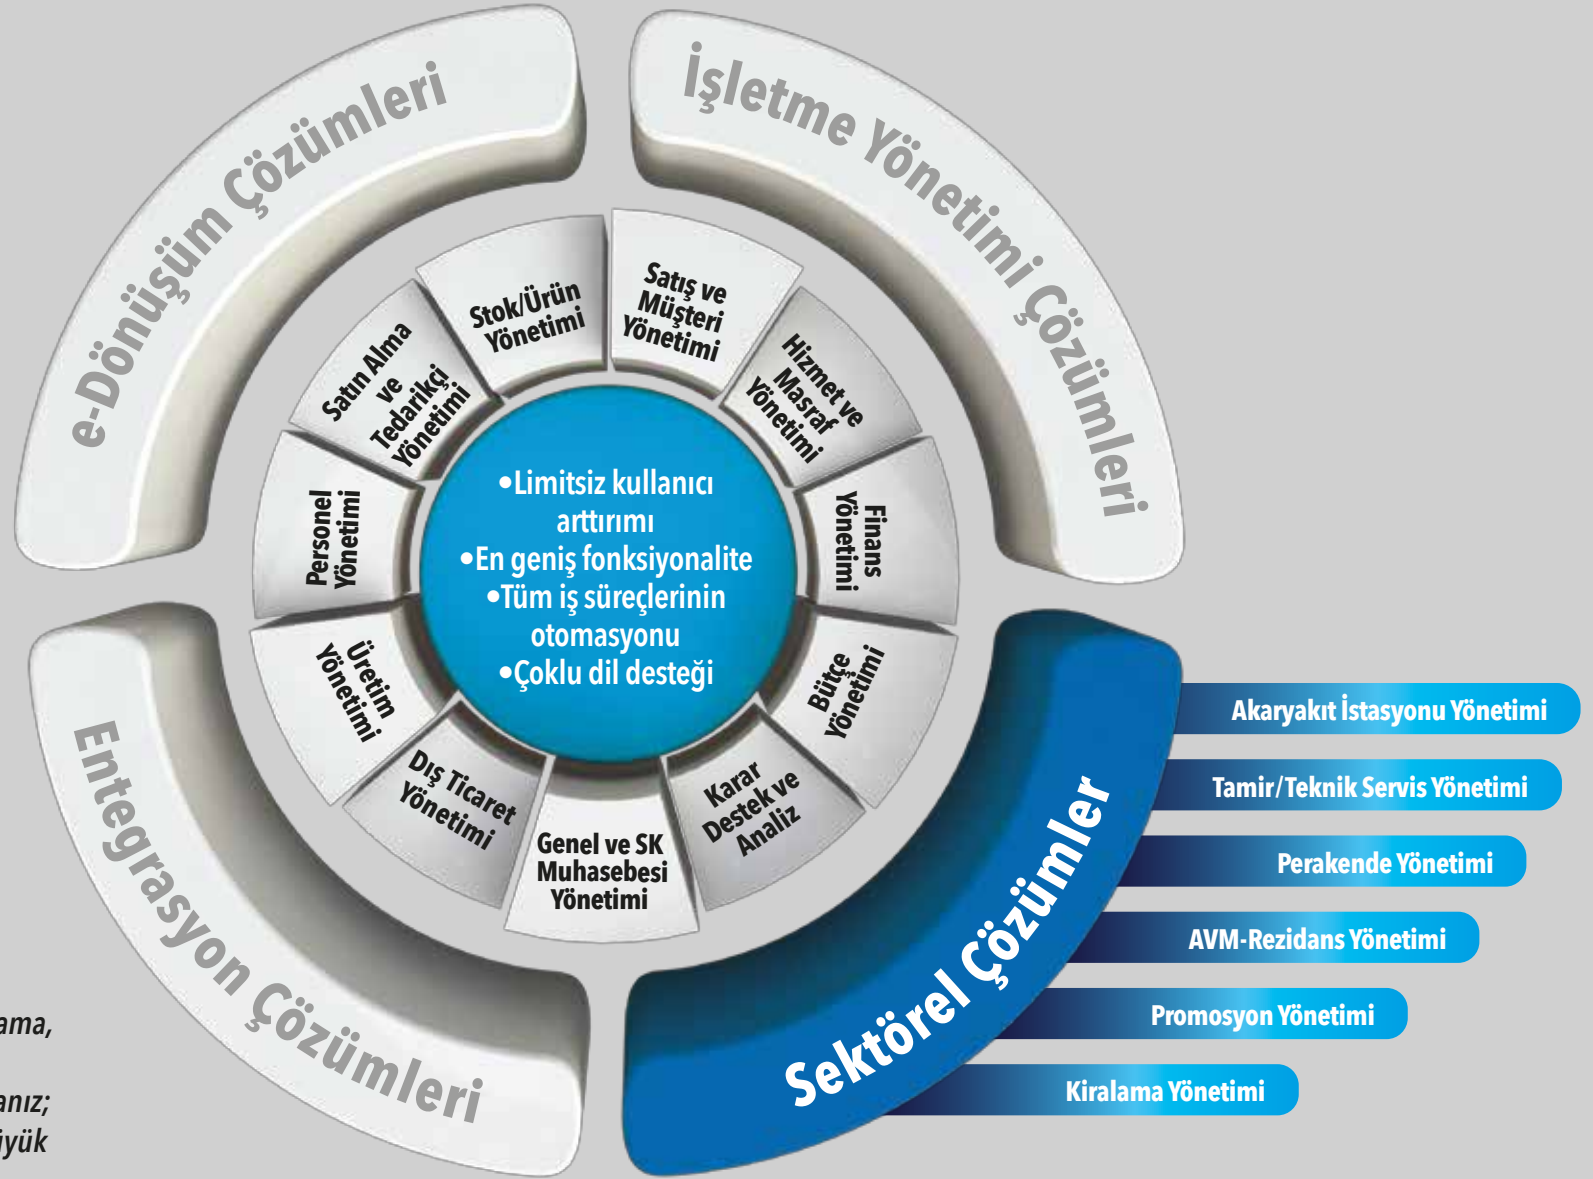 e-Dönüşüm Çözümleri
İşletme Yönetimi Çözümleri
Stok/Ürün
Yönetimi
Satış ve
Müşteri
Yönetimi
Hizmet ve
Masraf
Yönetimi
Finans
Yönetimi
Bütçe
Yönetimi
Karar
Destek ve
Analiz
Genel ve SK
Muhasebesi
Yönetimi
Dış Ticaret
Yönetimi
Üretim
Yönetimi
Personel
Yönetimi
Satın Alma
ve
Tedarikçi
Yönetimi
•Limitsiz kullanıcı
arttırımı
•En geniş fonksiyonalite
•Tüm iş süreçlerinin
otomasyonu
•Çoklu dil desteği
Entegrasyon Çözümleri
Sektörel Çözümler
Akaryakıt İstasyonu Yönetimi
Tamir/Teknik Servis Yönetimi
Perakende Yönetimi
AVM-Rezidans Yönetimi
Promosyon Yönetimi
Kiralama Yönetimi